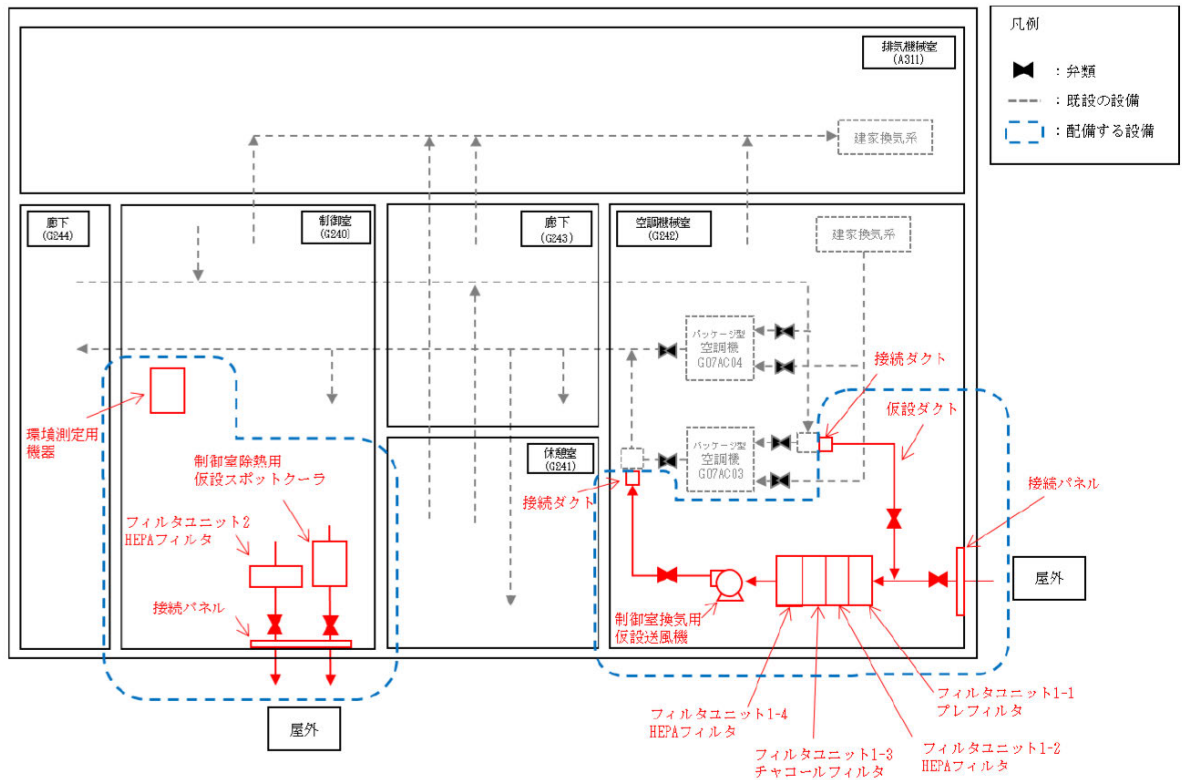 凡例
：弁類
：既設の設備
：配備する設備
排気機械室
(A311)
建家換気系
廊下
(G244)
制御室
(G240)
廊下
(G243)
空調機械室
(G242)
建家換気系
パッケージ型
空調機
G07AC04
接続ダクト
仮設ダクト
環境測定用
機器
制御室除熱用
仮設スポットクーラ
休憩室
(G241)
パッケージ型
空調機
G07AC03
接続ダクト
接続パネル
フィルタユニット2
HEPAフィルタ
屋外
接続パネル
制御室換気用
仮設送風機
屋外
フィルタユニット1-4
HEPAフィルタ
フィルタユニット1-1
プレフィルタ
フィルタユニット1-3
チャコールフィルタ
フィルタユニット1-2
HEPAフィルタ